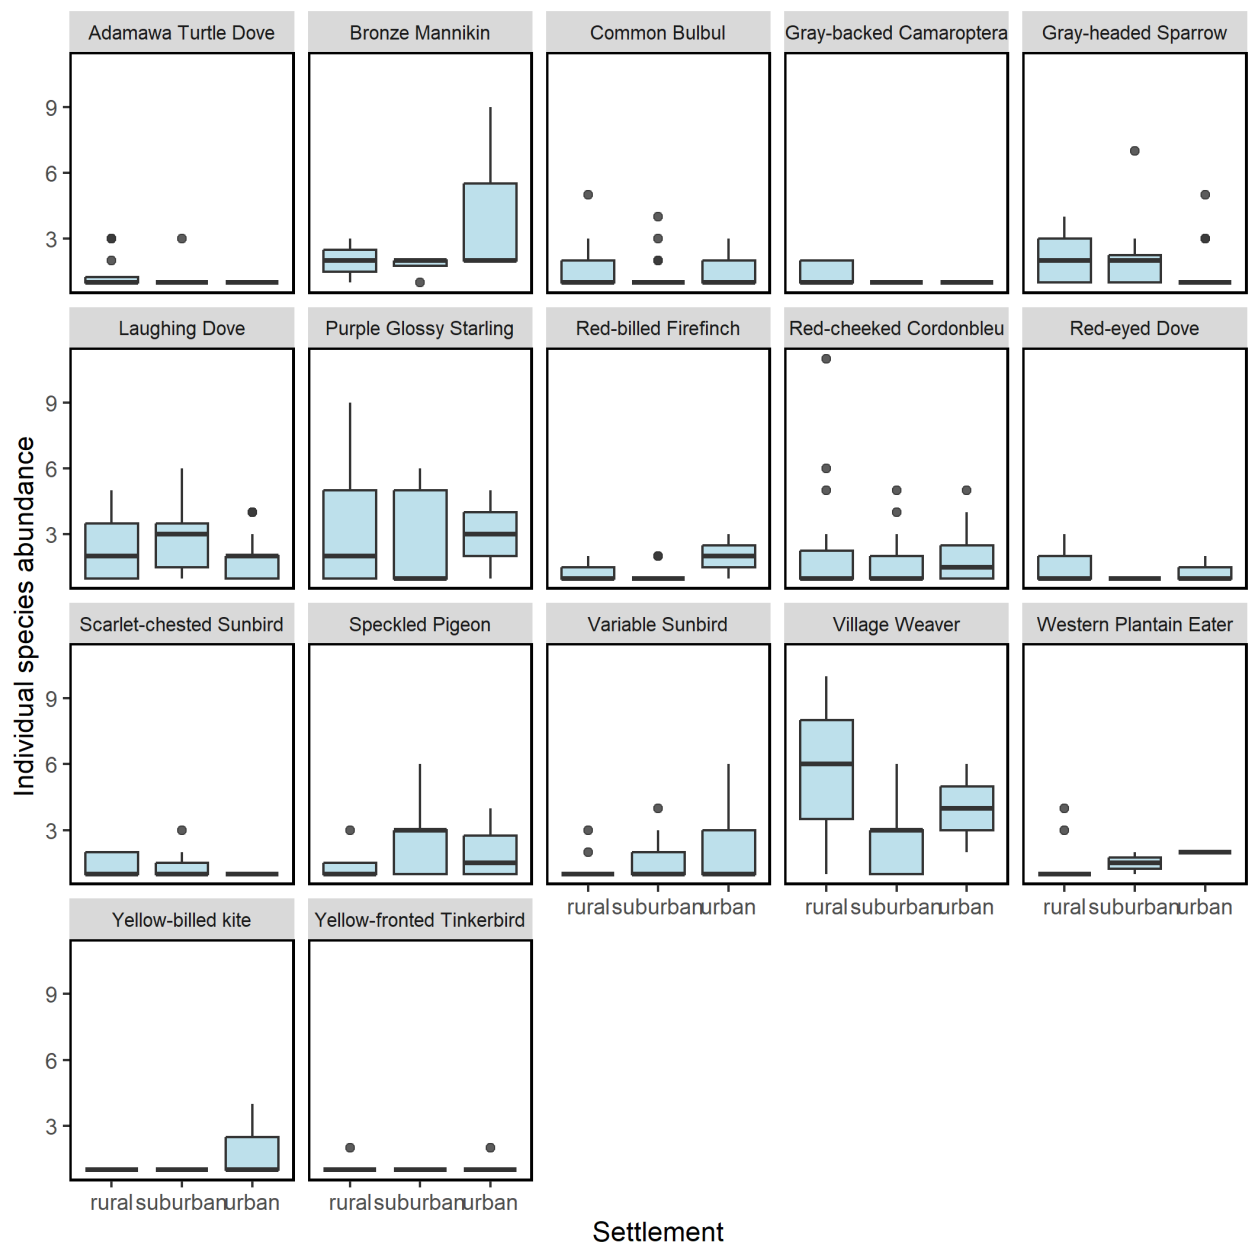 Adamawa Turtle Dove
Bronze Mannikin
Common Bulbul
Gray-backed Camaroptera
Gray-headed Sparrow
9
6
3
Laughing Dove
Purple Glossy Starling
Red-billed Firefinch
Red-cheeked Cordonbleu
Red-eyed Dove
9
6
3
Individual species abundance
Scarlet-chested Sunbird
Speckled Pigeon
Variable Sunbird
Village Weaver
Western Plantain Eater
9
6
3
rural suburban urban
rural suburban urban
rural suburban urban
Yellow-billed kite
Yellow-fronted Tinkerbird
9
6
3
rural suburban urban
rural suburban urban
Settlement